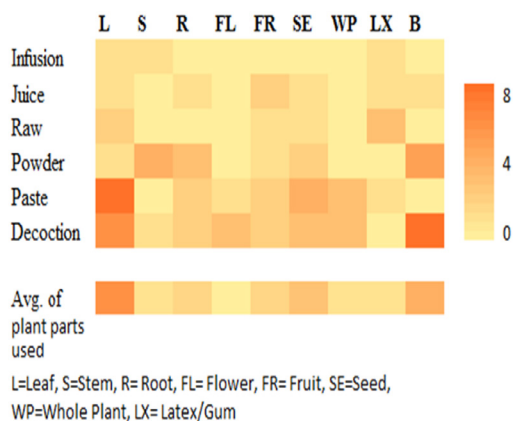 L S R FL FR SE WP LX B
Infusion
Juice
Raw
Powder
Paste
Decoction
8
4
0
Avg. of
plant parts
used
L=Leaf, S=Stem, R= Root, FL= Flower, FR= Fruit, SE=Seed,
WP=Whole Plant, LX= Latex/Gum